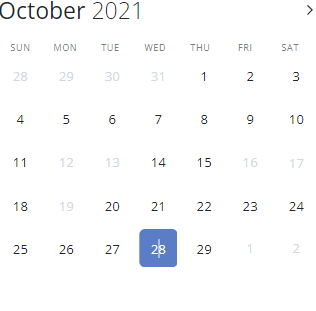 October 2021
SUN MON TUE WED THU FRI SAT
28 29 30 31 1 2 3
4 5 6 7 8 9 10
11 12 13 14 15 16 17
18 19 20 21 22 23 24
25 26 27 28 29 1 2